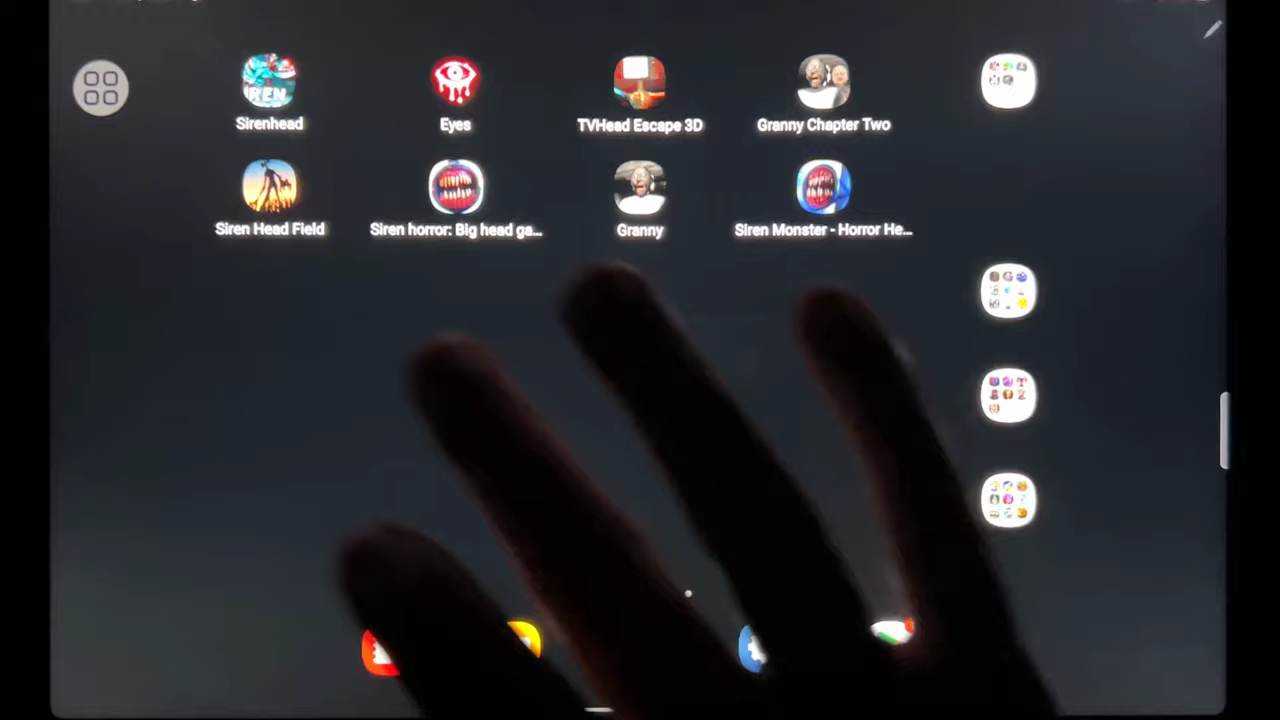 Sirenhead
Eyes
TVHead Escape 3D
Granny Chapter Two
Siren Head Field
Siren horror: Big head ga...
Granny
Siren Monster - Horror He...